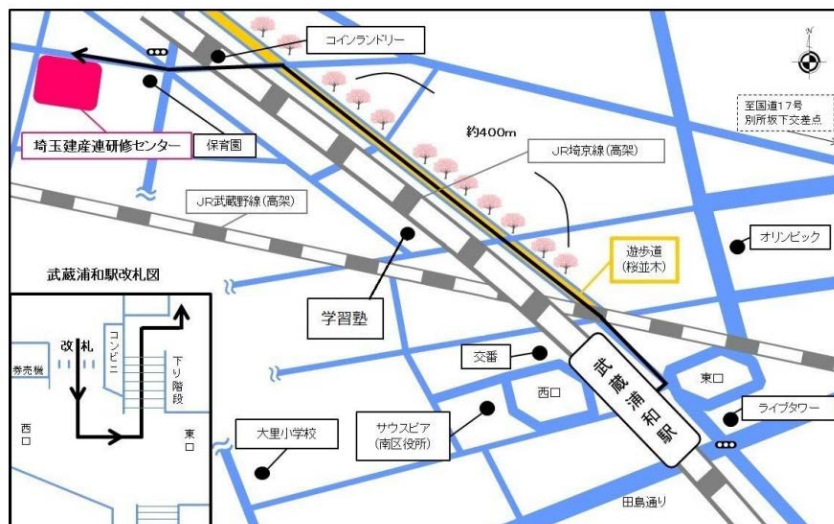 コインランドリー
N
至国道17号
別所坂下交差点
埼玉建産連研修センター
保育園
約400m
JR埼京線(高架)
JR武蔵野線(高架)
オリンピック
遊歩道
(桜並木)
武蔵浦和駅改札図
学習塾
改札
コンビニ
券売機
下り階段
西口
東口
交番
武蔵浦和駅
西口
東口
サウスピア
(南区役所)
ライブタワー
大里小学校
田島通り